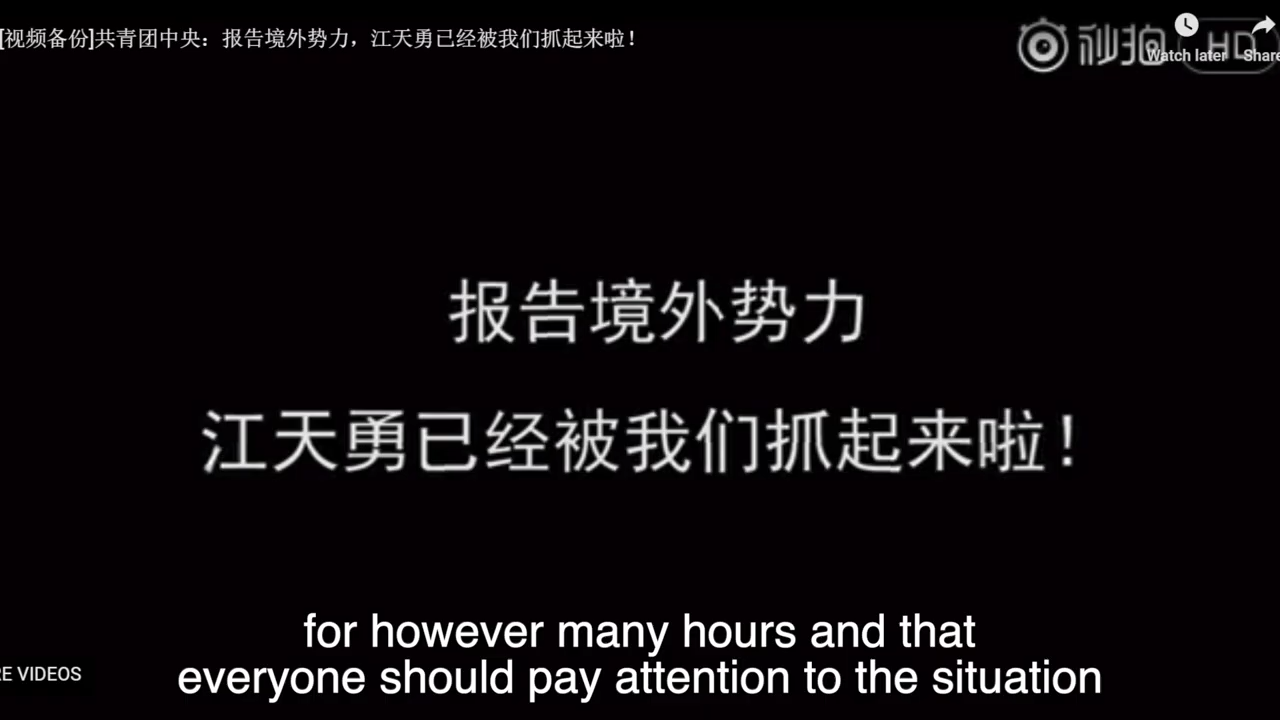 [视频备份]共青团中央：报告境外势力，江天勇已经被我们抓起来啦！
秒拍 HD
Watch later Share
报告境外势力
江天勇已经被我们抓起来啦！
for however many hours and that
everyone should pay attention to the situation
RE VIDEOS